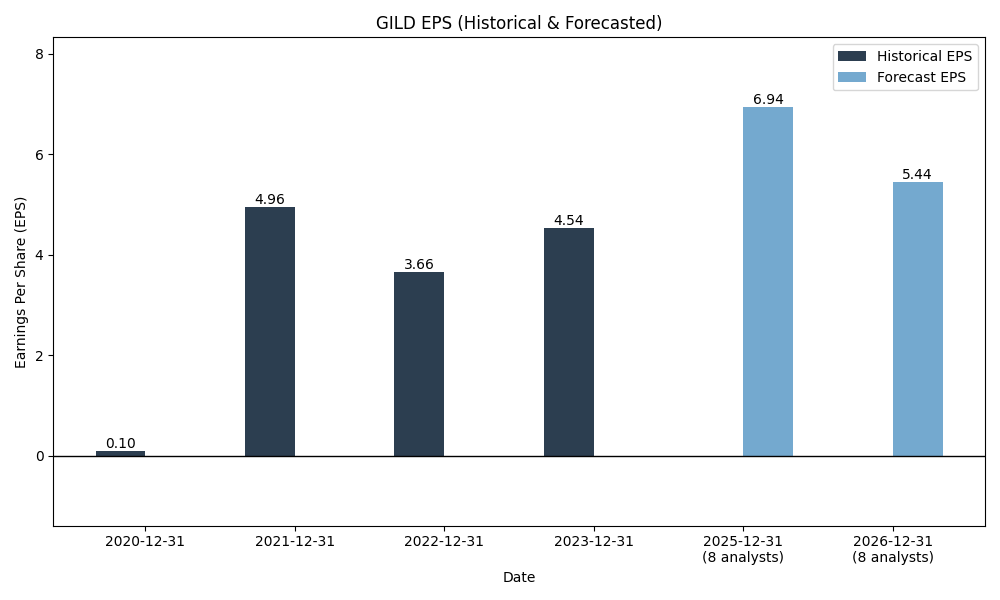 GILD EPS (Historical & Forecasted)
Historical EPS
Forecast EPS
Earnings Per Share (EPS)
8
6
4
2
0
0.10
4.96
3.66
4.54
6.94
5.44
2020-12-31
2021-12-31
2022-12-31
2023-12-31
2025-12-31
(8 analysts)
2026-12-31
(8 analysts)
Date